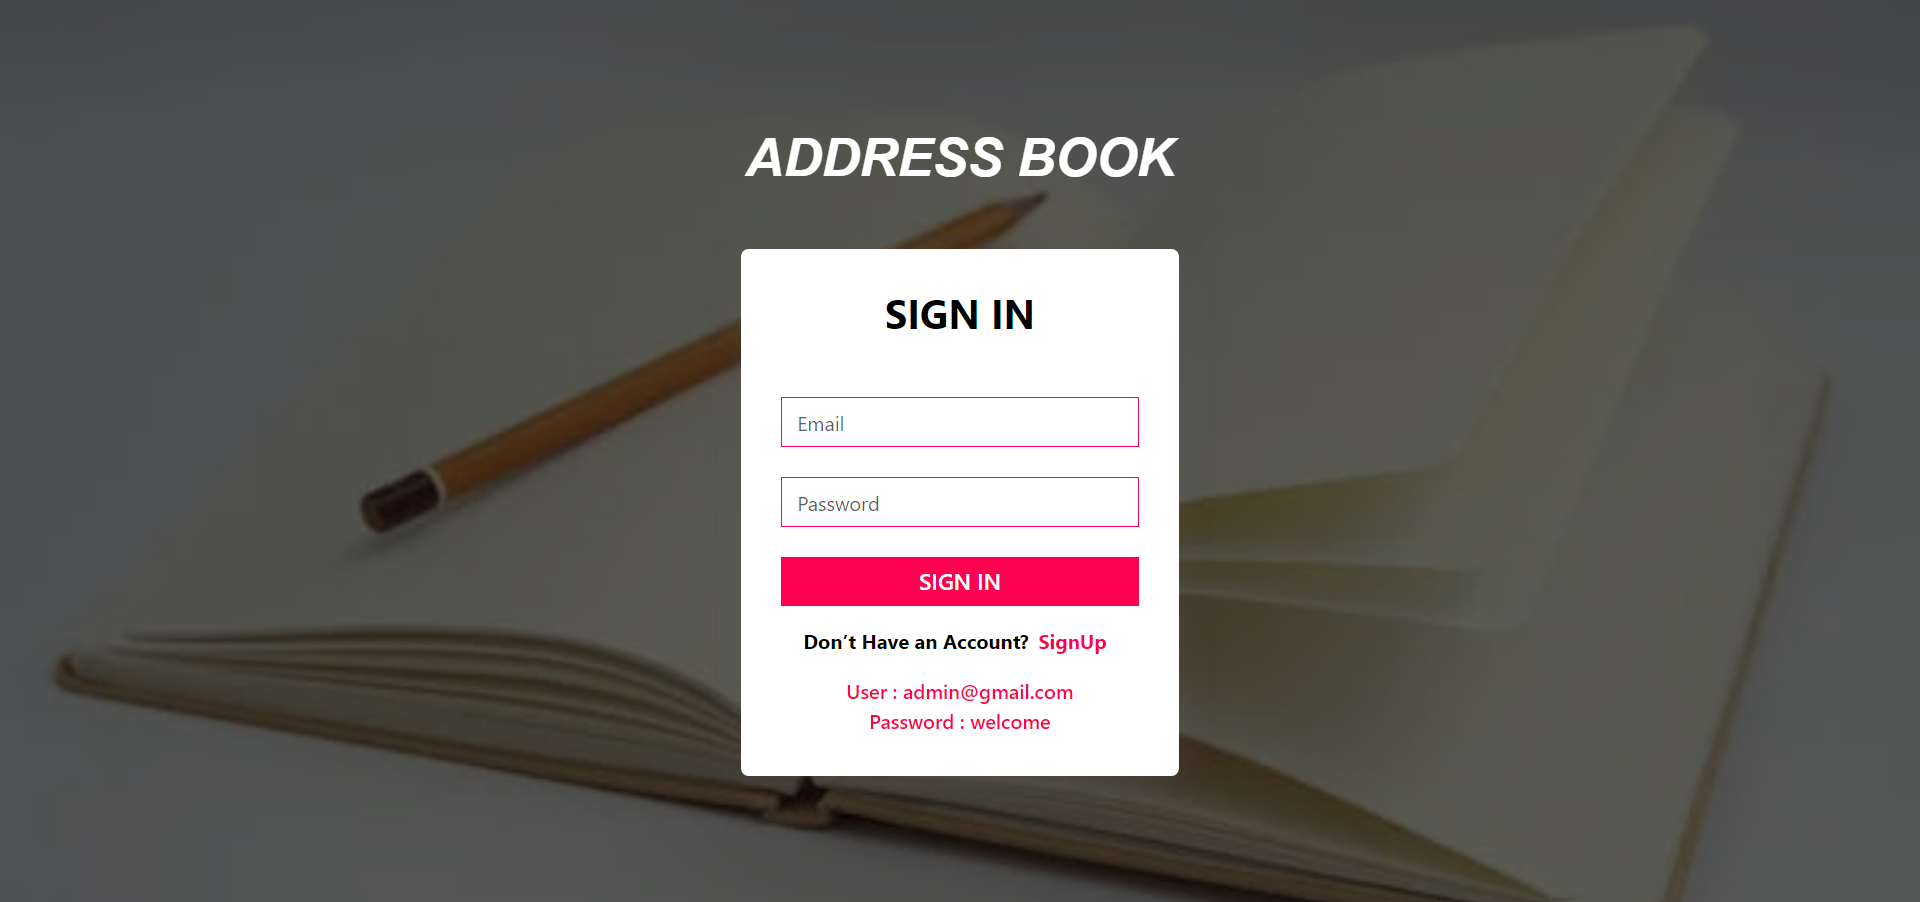 ADDRESS BOOK
SIGN IN
Email
Password
SIGN IN
Don’t Have an Account? SignUp
User : admin@gmail.com
Password : welcome